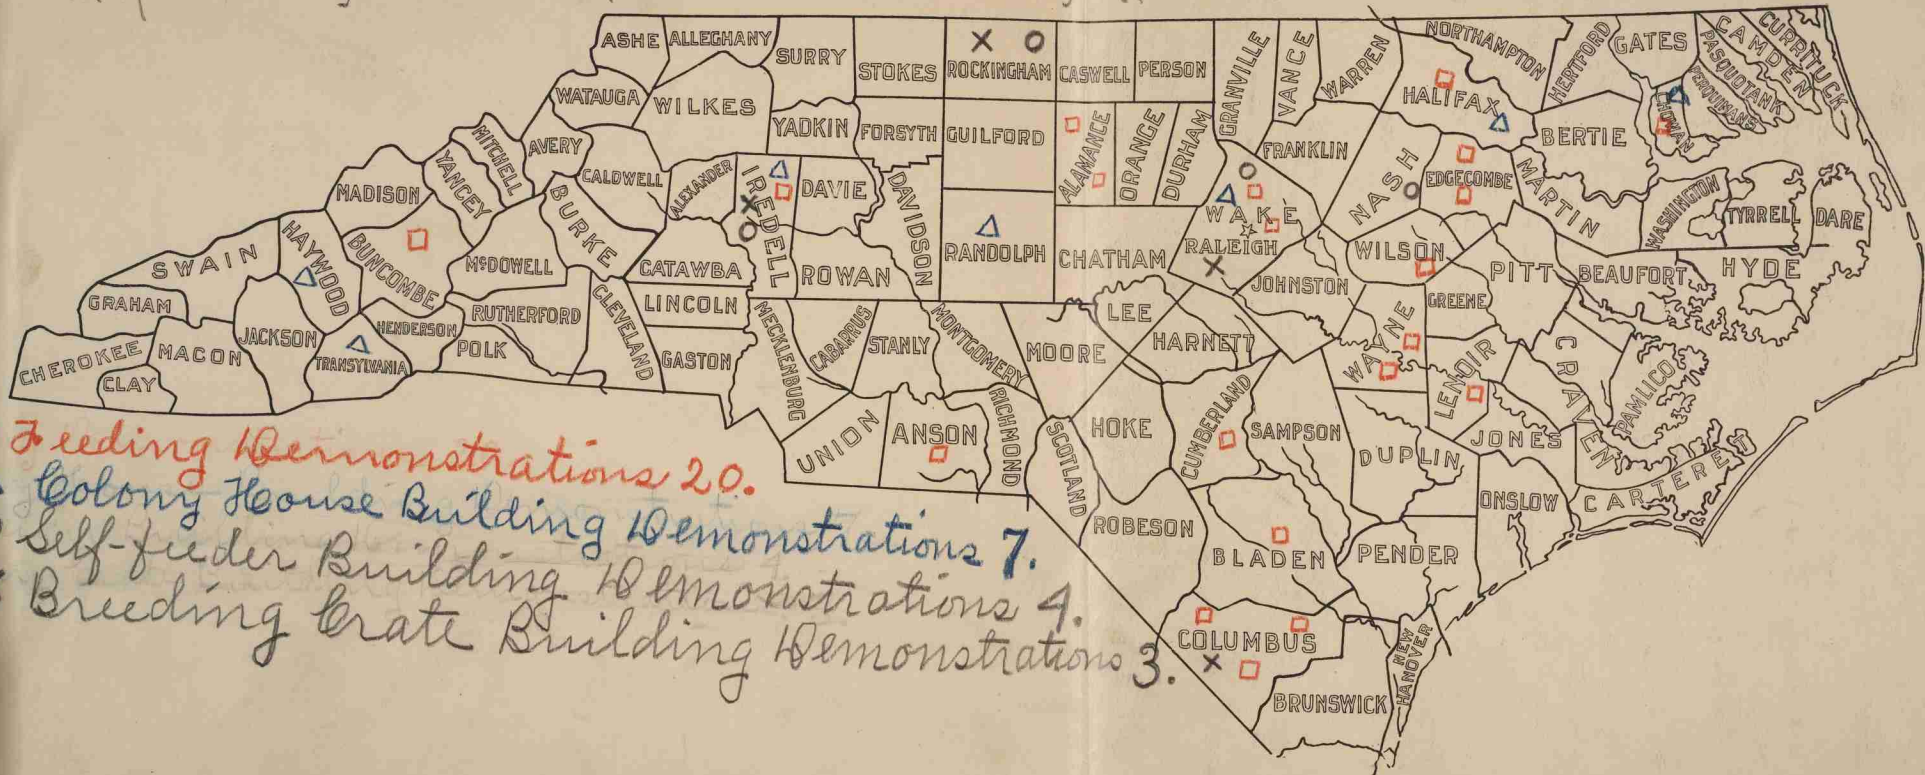 ASHE
ALLEGHANY
SURRY
STOKES
ROCKINGHAM
CASWELL
PERSON
GRANVILLE
VANCE
WARREN
NORTHAMPTON
HERTFORD
GATES
CAMDEN
CURRITUCK
PASQUOTANK
PERQUIMANS
CHOWAN
WATAUGA
WILKES
YADKIN
FORSYTH
GUILFORD
ALAMANCE
ORANGE
DURHAM
FRANKLIN
HALIFAX
BERTIE
MITCHELL
AVERY
CALDWELL
ALEXANDER
IREDELL
DAVIE
DAVIDSON
NASH
EDGECOMBE
MARTIN
WASHINGTON
TYRRELL
DARE
MADISON
YANCEY
BURKE
RANDOLPH
CHATHAM
WAKE
RALEIGH
WILSON
PITT
BEAUFORT
HYDE
SWAIN
HAYWOOD
BUNCOMBE
McDOWELL
CATAWBA
ROWAN
JOHNSTON
GREENE
GRAHAM
JACKSON
HENDERSON
RUTHERFORD
CLEVELAND
LINCOLN
MECKLENBURG
CABARRUS
STANLY
MONTGOMERY
MOORE
LEE
HARNETT
WAYNE
LENOIR
CRAVEN
PAMLICO
CHEROKEE
CLAY
MACON
TRANSYLVANIA
POLK
GASTON
UNION
ANSON
RICHMOND
SCOTLAND
HOKE
CUMBERLAND
SAMPSON
DUPLIN
JONES
ONSLOW
CARTERET
ROBESON
BLADEN
PENDER
COLUMBUS
NEW HANOVER
BRUNSWICK
Feeding Demonstrations 20.
Colony House Building Demonstrations 7.
Self-feeder Building Demonstrations 4.
Breeding Crate Building Demonstrations 3.